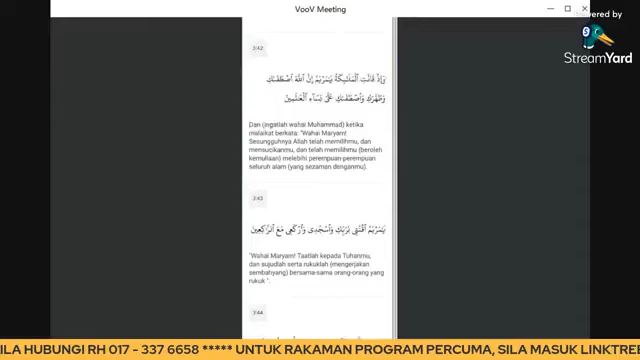 VooV Meeting
Powered by
StreamYard
3:42
وَإِذْ قَالَتِ الْمَلَائِكَةُ يَامَرْيَمُ إِنَّ اللَّهَ اصْطَفَاكِ
وَطَهَّرَكِ وَاصْطَفَاكِ عَلَىٰ نِسَاءِ الْعَالَمِينَ
Dan (ingatlah wahai Muhammad) ketika
malaikat berkata: "Wahai Maryam!
Sesungguhnya Allah telah memilihmu, dan
mensucikanmu, dan telah memilihmu (beroleh
kemuliaan) melebihi perempuan-perempuan
seluruh alam (yang sezaman denganmu).
3:43
يَامَرْيَمُ اقْنُتِي لِرَبِّكِ وَاسْجُدِي وَارْكَعِي مَعَ الرَّاكِعِينَ
"Wahai Maryam! Taatlah kepada Tuhanmu,
dan sujudlah serta rukuklah (mengerjakan
sembahyang) bersama-sama orang-orang yang
rukuk ".
3:44
ILA HUBUNGI RH 017 - 337 6658 ***** UNTUK RAKAMAN PROGRAM PERCUMA, SILA MASUK LINKTREE